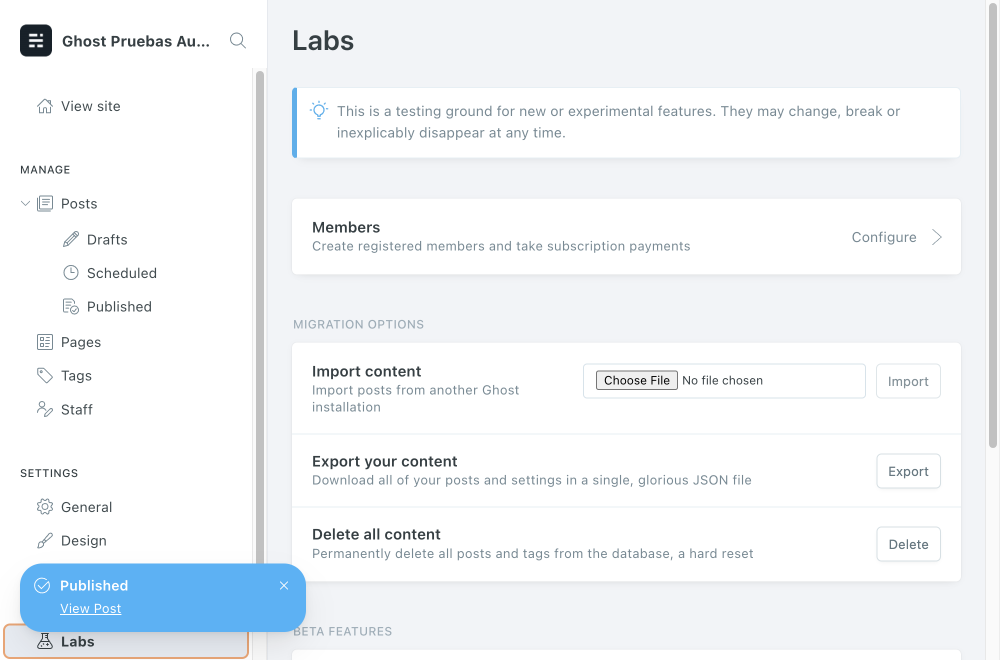 Ghost Pruebas Au...
View site
MANAGE
Posts
Drafts
Scheduled
Published
Pages
Tags
Staff
SETTINGS
General
Design
Published
View Post
Labs
Labs
This is a testing ground for new or experimental features. They may change, break or
inexplicably disappear at any time.
Members
Create registered members and take subscription payments
Configure
MIGRATION OPTIONS
Import content
Import posts from another Ghost
installation
Choose File No file chosen
Import
Export your content
Download all of your posts and settings in a single, glorious JSON file
Export
Delete all content
Permanently delete all posts and tags from the database, a hard reset
Delete
BETA FEATURES